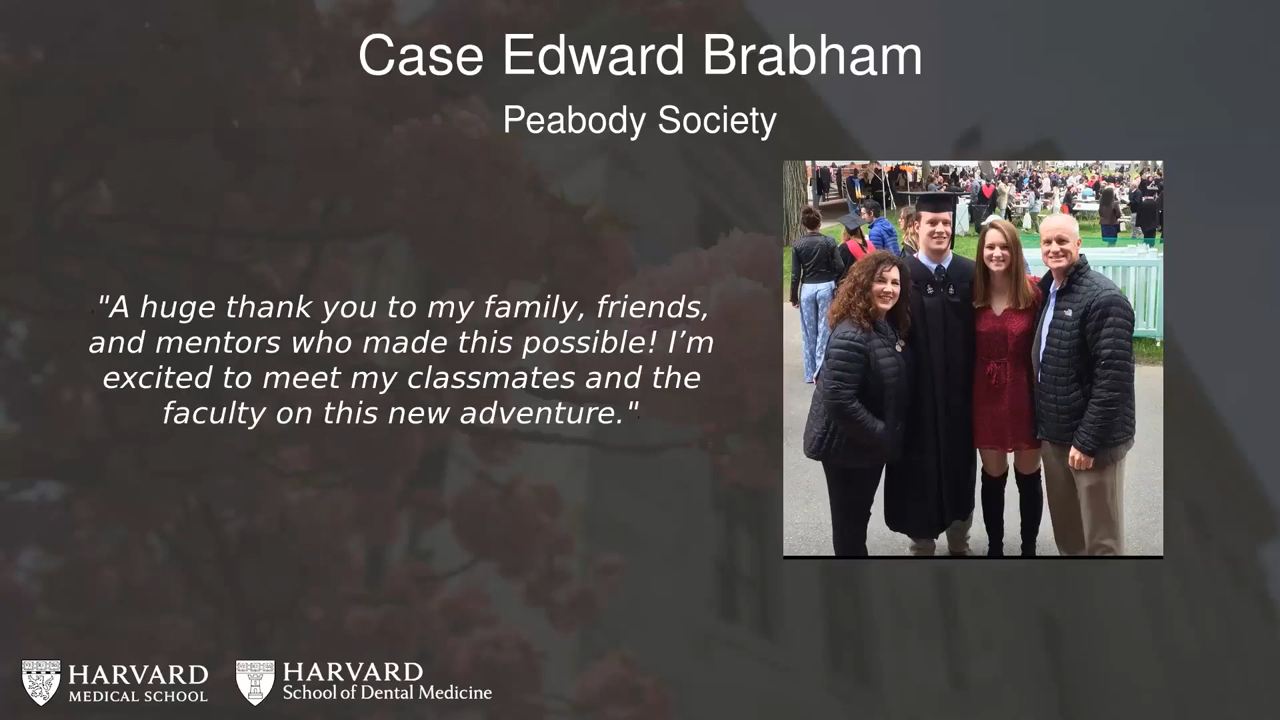 Case Edward Brabham
Peabody Society
"A huge thank you to my family, friends,
and mentors who made this possible! I’m
excited to meet my classmates and the
faculty on this new adventure."
HARVARD
MEDICAL SCHOOL
HARVARD
School of Dental Medicine